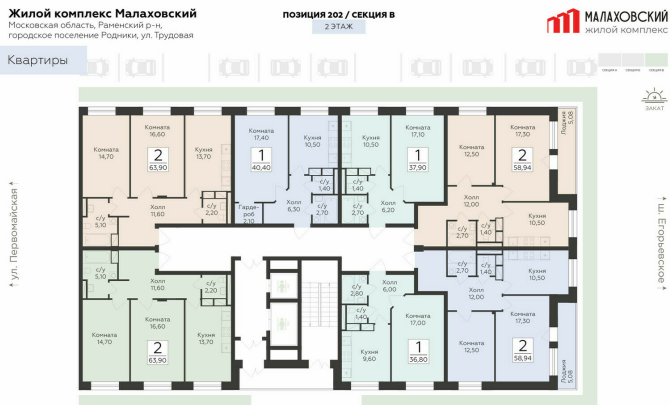 Жилой комплекс Малаховский
Московская область, Раменский р-н,
городское поселение Родники, ул. Трудовая
ПОЗИЦИЯ 202 / СЕКЦИЯ В
2 ЭТАЖ
МАЛАХОВСКИЙ
ЖИЛОЙ КОМПЛЕКС
Квартиры
ЗАКАТ
← ул. Первомайская →
← ш. Егорьевское →
Комната
14,70
Комната
16,60
Кухня
13,70
2
63,90
Холл
11,60
с/у
5,10
с/у
2,20
Комната
17,40
Кухня
10,50
1
40,40
с/у
1,40
Гарде-
роб
2,10
Холл
6,30
с/у
2,70
Кухня
10,50
Комната
17,10
1
37,90
с/у
1,40
с/у
2,70
Холл
6,20
Комната
12,50
Комната
17,30
2
58,94
Лоджия
5,08
Холл
12,00
с/у
2,70
с/у
1,40
Кухня
10,50
с/у
5,10
Холл
11,60
с/у
2,20
Комната
14,70
Комната
16,60
Кухня
13,70
2
63,90
с/у
2,80
Холл
6,00
с/у
1,40
Комната
17,00
Кухня
9,60
1
36,80
с/у
2,70
с/у
1,40
Кухня
10,50
Холл
12,00
Комната
12,50
Комната
17,30
2
58,94
Лоджия
5,08